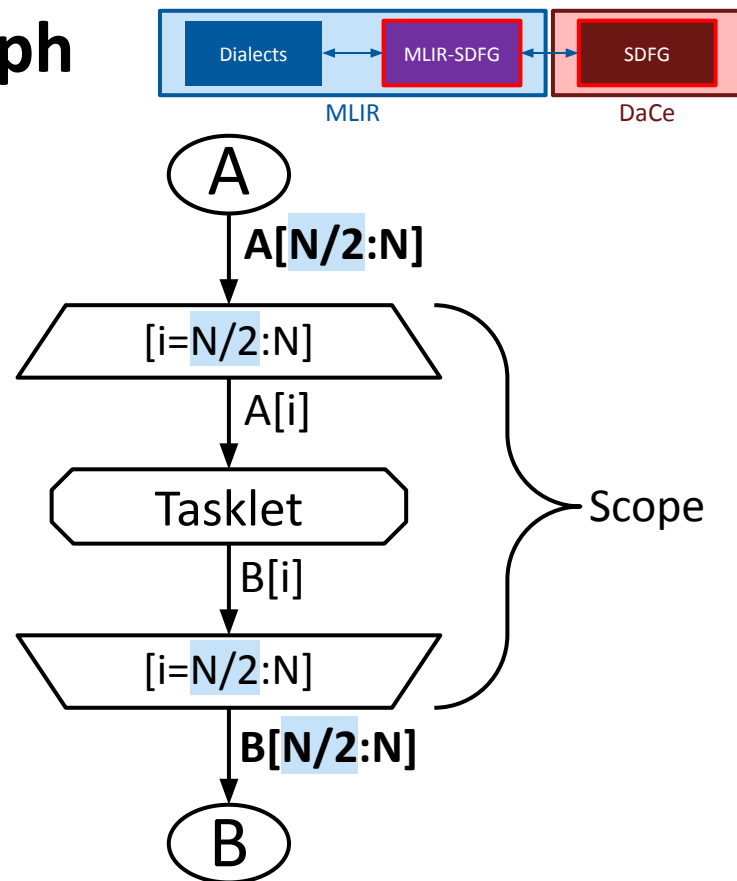 ph
Dialects
MLIR-SDFG
SDFG
MLIR
DaCe
A
A[N/2:N]
[i=N/2:N]
A[i]
Tasklet
Scope
B[i]
[i=N/2:N]
B[N/2:N]
B